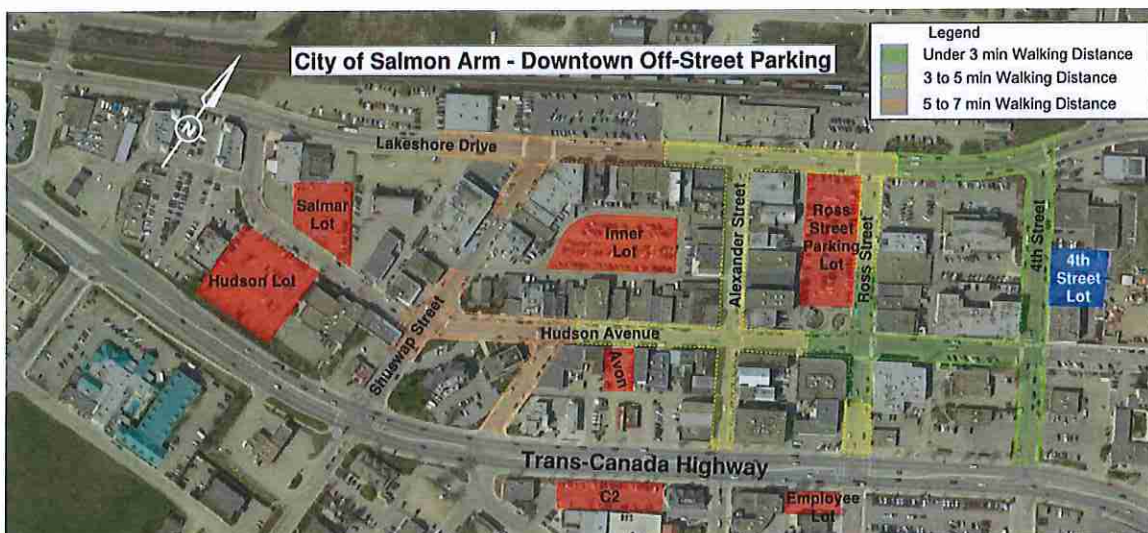 City of Salmon Arm - Downtown Off-Street Parking
Legend
Under 3 min Walking Distance
3 to 5 min Walking Distance
5 to 7 min Walking Distance
N
Lakeshore Drive
Salmar
Lot
Hudson Lot
Shuswap Street
Inner
Lot
Alexander Street
Ross
Street
Parking
Lot
Ross Street
4th Street
4th
Street
Lot
Hudson Avenue
Avon
Trans-Canada Highway
C2
Employee
Lot